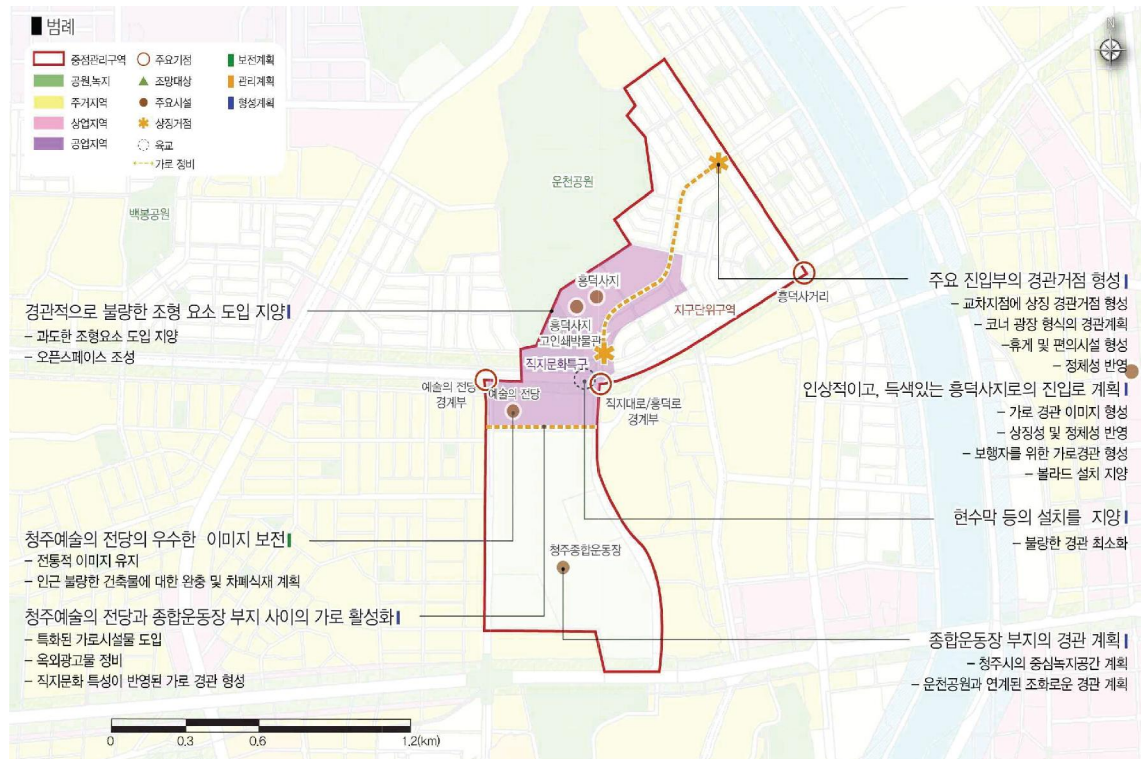 범례
중점관리구역
주요기점
보전계획
공원,녹지
조망대상
관리계획
주거지역
주요시설
형성계획
상업지역
상징거점
공업지역
육교
가로 정비
N
운천공원
백봉공원
흥덕사지
흥덕사지
고인쇄박물관
지구단위구역
흥덕사거리
직지문화특구
예술의 전당
경계부
예술의 전당
직지대로/흥덕로
경계부
청주종합운동장
경관적으로 불량한 조형 요소 도입 지양
- 과도한 조형요소 도입 지양
- 오픈스페이스 조성
청주예술의 전당의 우수한 이미지 보전
- 전통적 이미지 유지
- 인근 불량한 건축물에 대한 완충 및 차폐식재 계획
청주예술의 전당과 종합운동장 부지 사이의 가로 활성화
- 특화된 가로시설물 도입
- 옥외광고물 정비
- 직지문화 특성이 반영된 가로 경관 형성
주요 진입부의 경관거점 형성
- 교차지점에 상징 경관거점 형성
- 코너 광장 형식의 경관계획
-휴게 및 편의시설 형성
- 정체성 반영
인상적이고, 특색있는 흥덕사지로의 진입로 계획
- 가로 경관 이미지 형성
- 상징성 및 정체성 반영
- 보행자를 위한 가로경관 형성
- 볼라드 설치 지양
현수막 등의 설치를 지양
- 불량한 경관 최소화
종합운동장 부지의 경관 계획
- 청주시의 중심녹지공간 계획
- 운천공원과 연계된 조화로운 경관 계획
0 0.3 0.6 1.2(km)